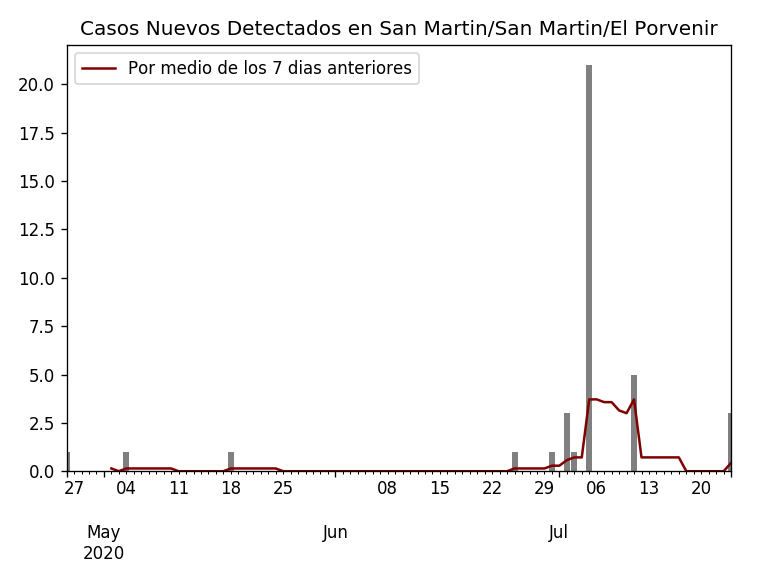 Casos Nuevos Detectados en San Martin/San Martin/El Porvenir
Por medio de los 7 dias anteriores
20.0
17.5
15.0
12.5
10.0
7.5
5.0
2.5
0.0
27 04 11 18 25 08 15 22 29 06 13 20
May Jun Jul
2020